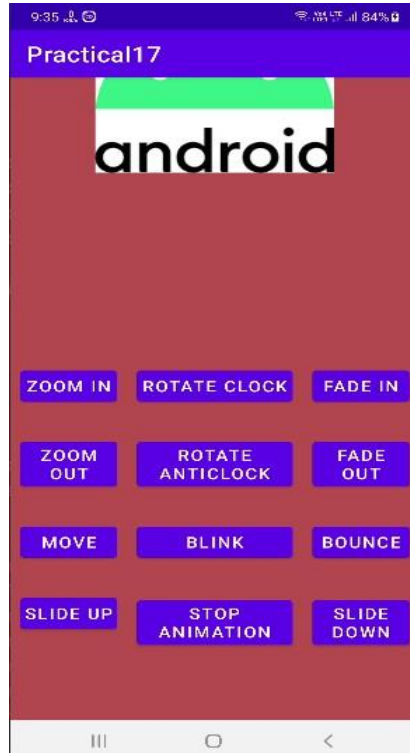 9:35
84%
Practical17
android
ZOOM IN
ROTATE CLOCK
FADE IN
ZOOM
OUT
ROTATE
ANTICLOCK
FADE
OUT
MOVE
BLINK
BOUNCE
SLIDE UP
STOP
ANIMATION
SLIDE
DOWN